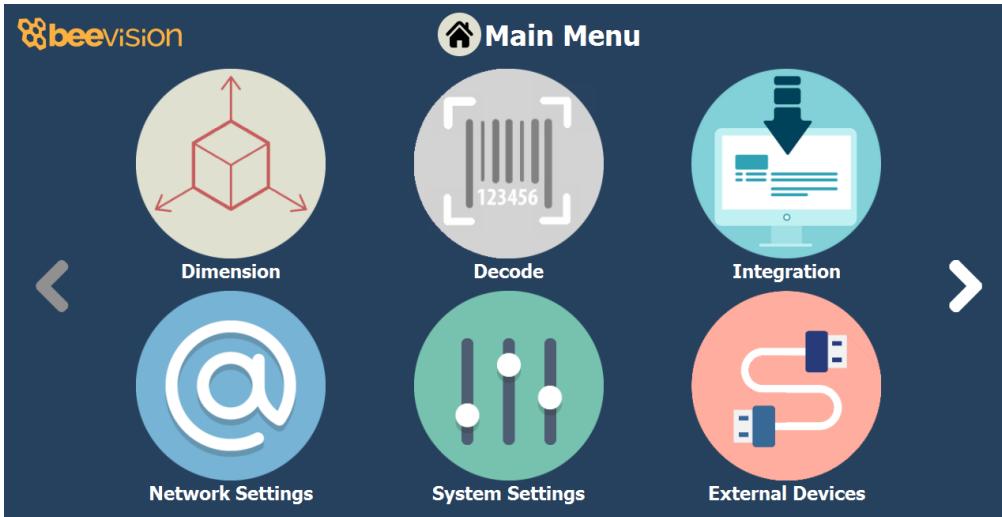 beevision
Main Menu
123456
Dimension
Decode
Integration
Network Settings
System Settings
External Devices